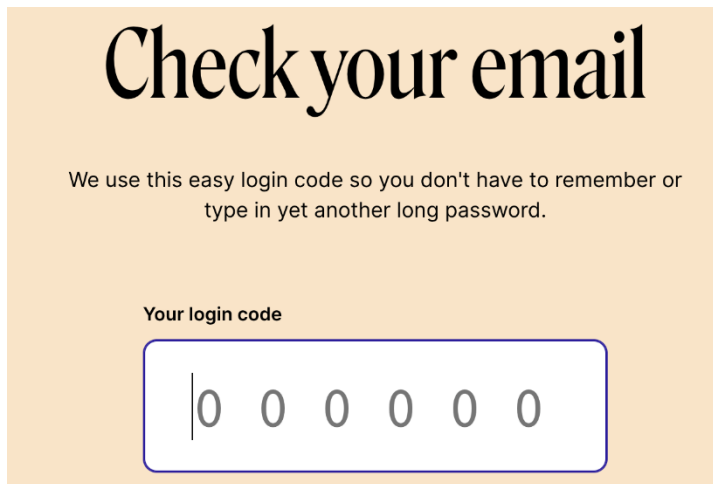 Check your email
We use this easy login code so you don't have to remember or
type in yet another long password.
Your login code
0 0 0 0 0 0